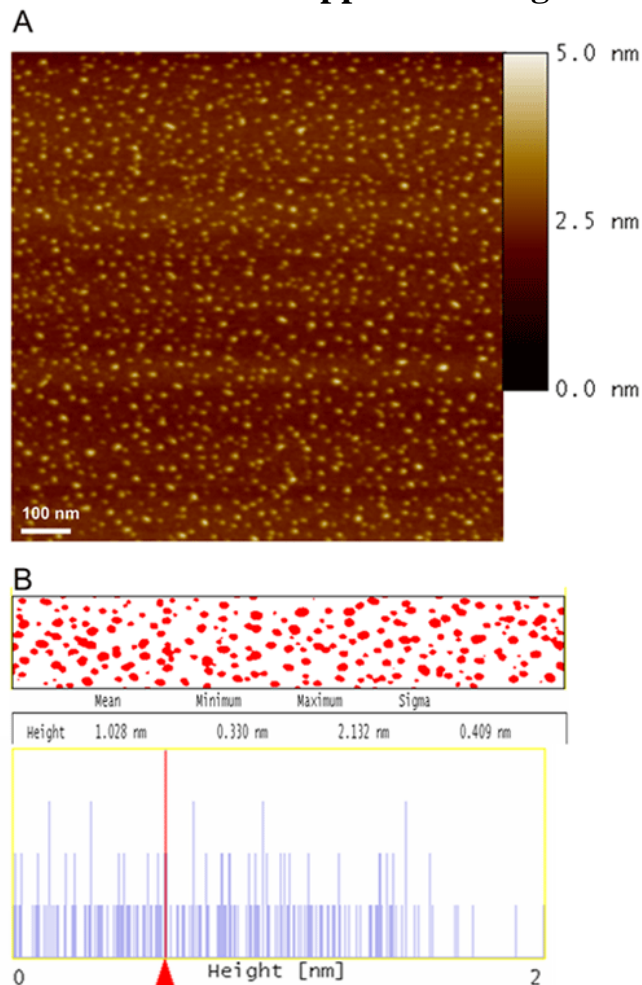 A
5.0 nm
2.5 nm
0.0 nm
100 nm
B
Mean Minimum Maximum Sigma
Height 1.028 nm 0.330 nm 2.132 nm 0.409 nm
0 Height [nm] 2